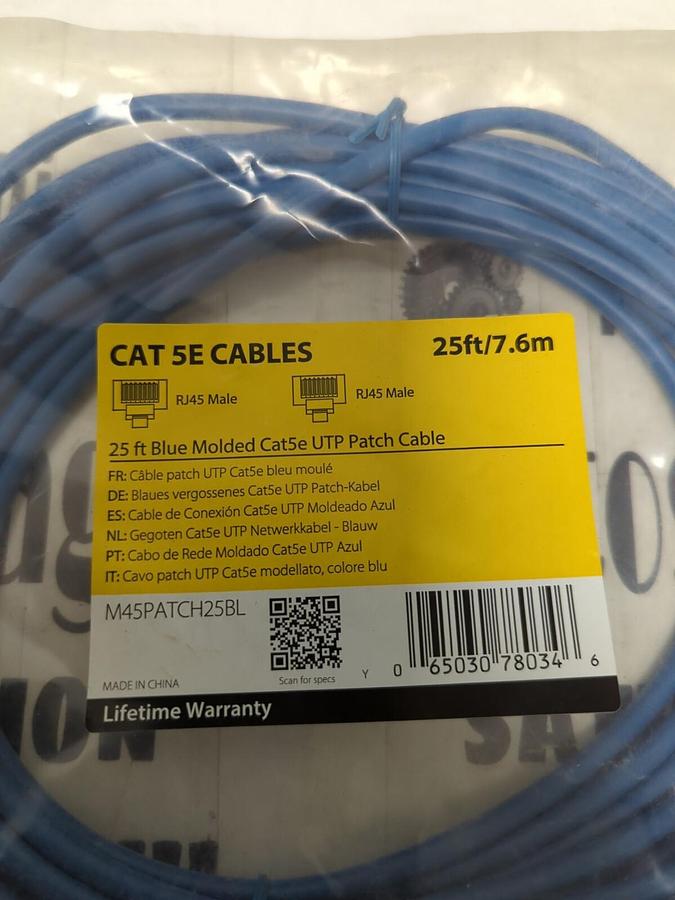 CAT 5E CABLES
25ft/7.6m
RJ45 Male
RJ45 Male
25 ft Blue Molded Cat5e UTP Patch Cable
FR: Câble patch UTP Cat5e bleu moulé
DE: Blaues vergossenes Cat5e UTP Patch-Kabel
ES: Cable de Conexión Cat5e UTP Moldeado Azul
NL: Gegoten Cat5e UTP Netwerkkabel - Blauw
PT: Cabo de Rede Moldado Cat5e UTP Azul
IT: Cavo patch UTP Cat5e modellato, colore blu
M45PATCH25BL
MADE IN CHINA
Scan for specs
Y
0 65030 78034 6
Lifetime Warranty